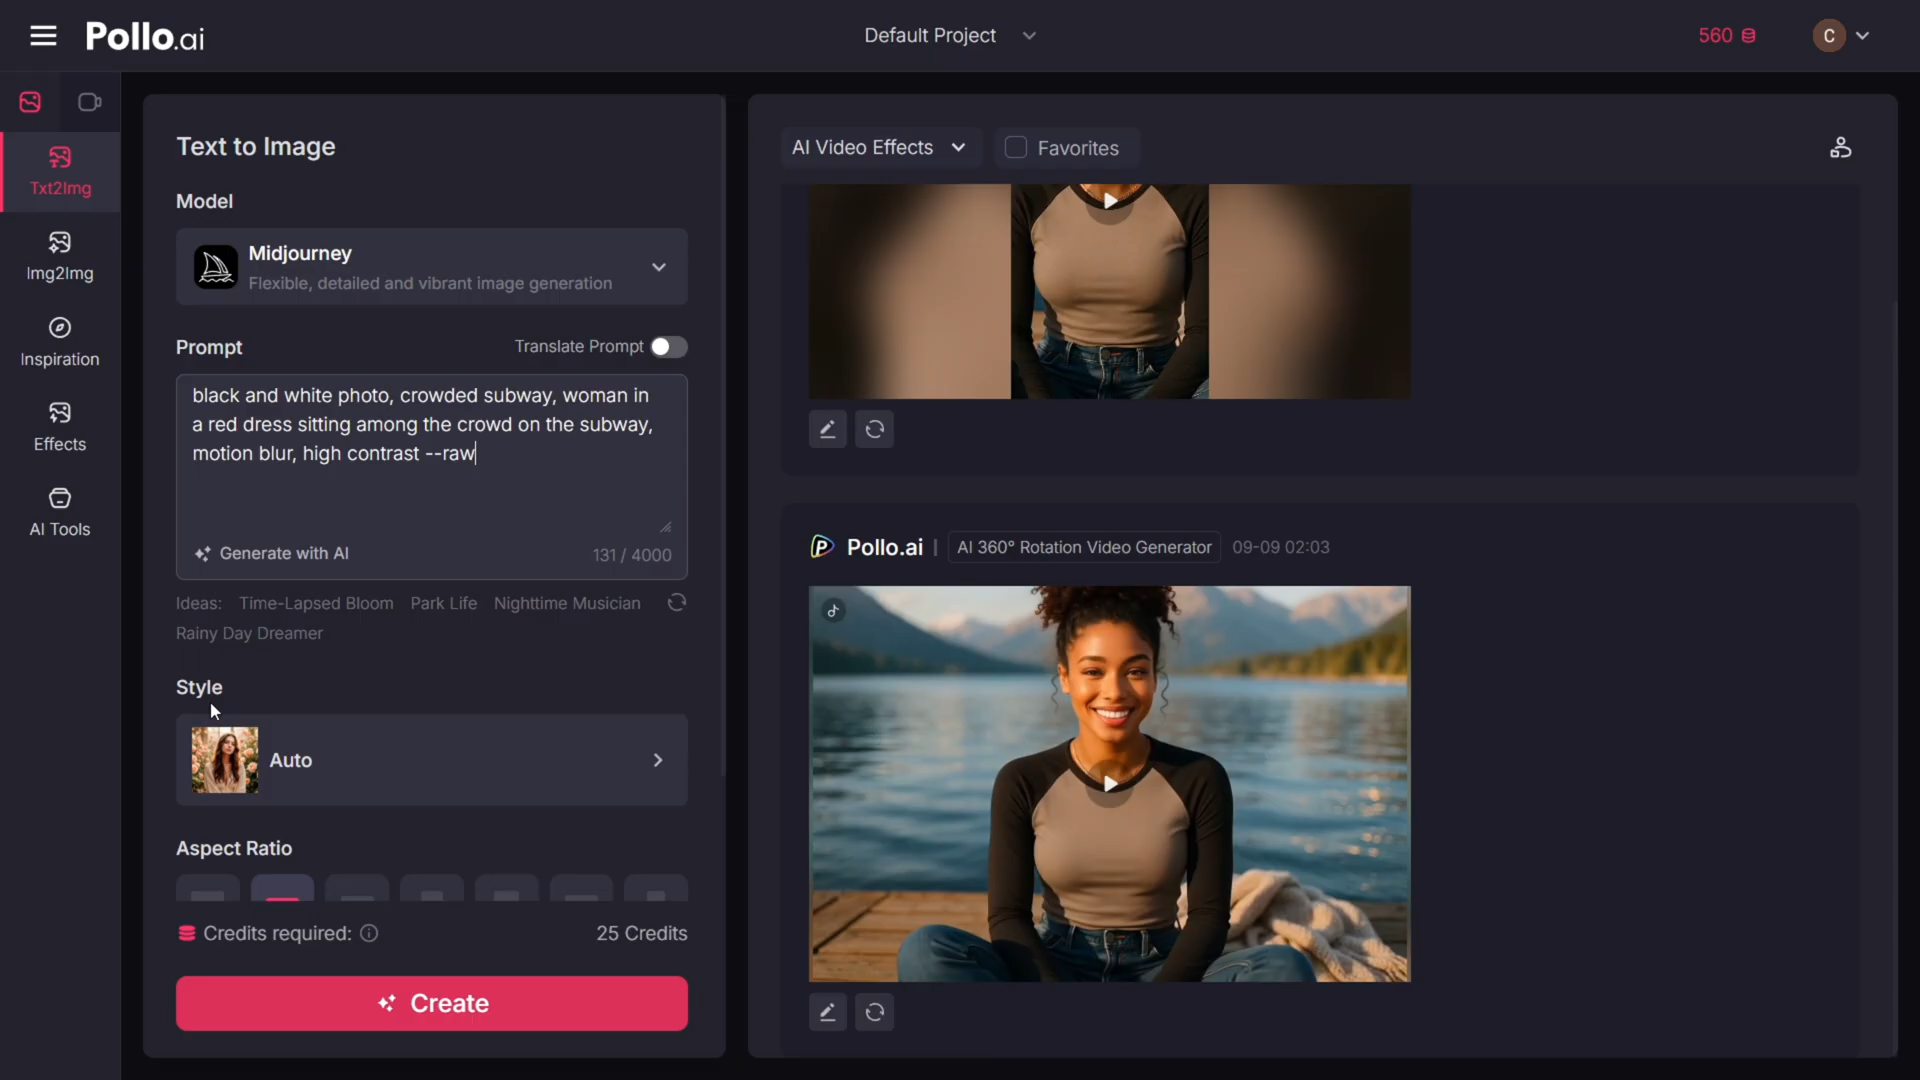 Pollo.ai
Default Project
560
C
Txt2Img
Img2Img
Inspiration
Effects
AI Tools
Text to Image
Model
Midjourney
Flexible, detailed and vibrant image generation
Prompt
Translate Prompt
black and white photo, crowded subway, woman in
a red dress sitting among the crowd on the subway,
motion blur, high contrast --raw
Generate with AI
131 / 4000
Ideas: Time-Lapsed Bloom Park Life Nighttime Musician
Rainy Day Dreamer
Style
Auto
Aspect Ratio
Credits required:
25 Credits
Create
AI Video Effects
Favorites
Pollo.ai | AI 360° Rotation Video Generator 09-09 02:03